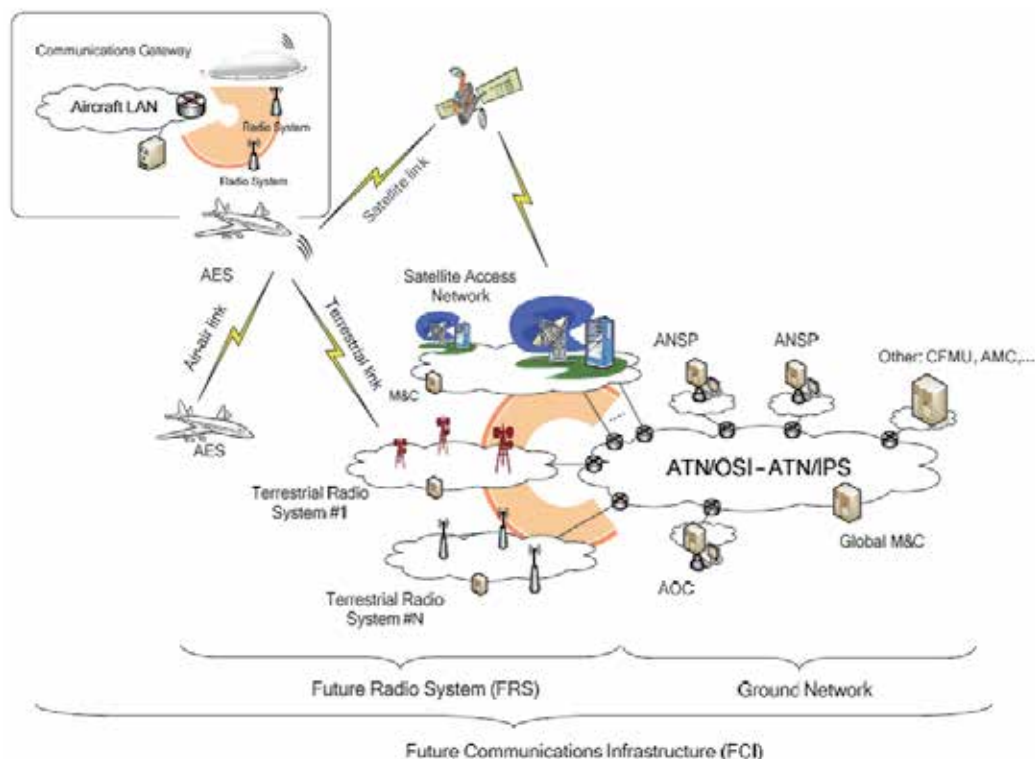 Communications Gateway
Aircraft LAN
Radio System
Radio System
Satellite link
AES
Air-air link
Terrestrial link
AES
Satellite Access
Network
M&C
Terrestrial Radio
System #1
Terrestrial Radio
System #N
ANSP
ANSP
Other: CFMU, AMC,...
....
ATN/OSI - ATN/IPS
Global M&C
AOC
Future Radio System (FRS)
Ground Network
Future Communications Infrastructure (FCI)